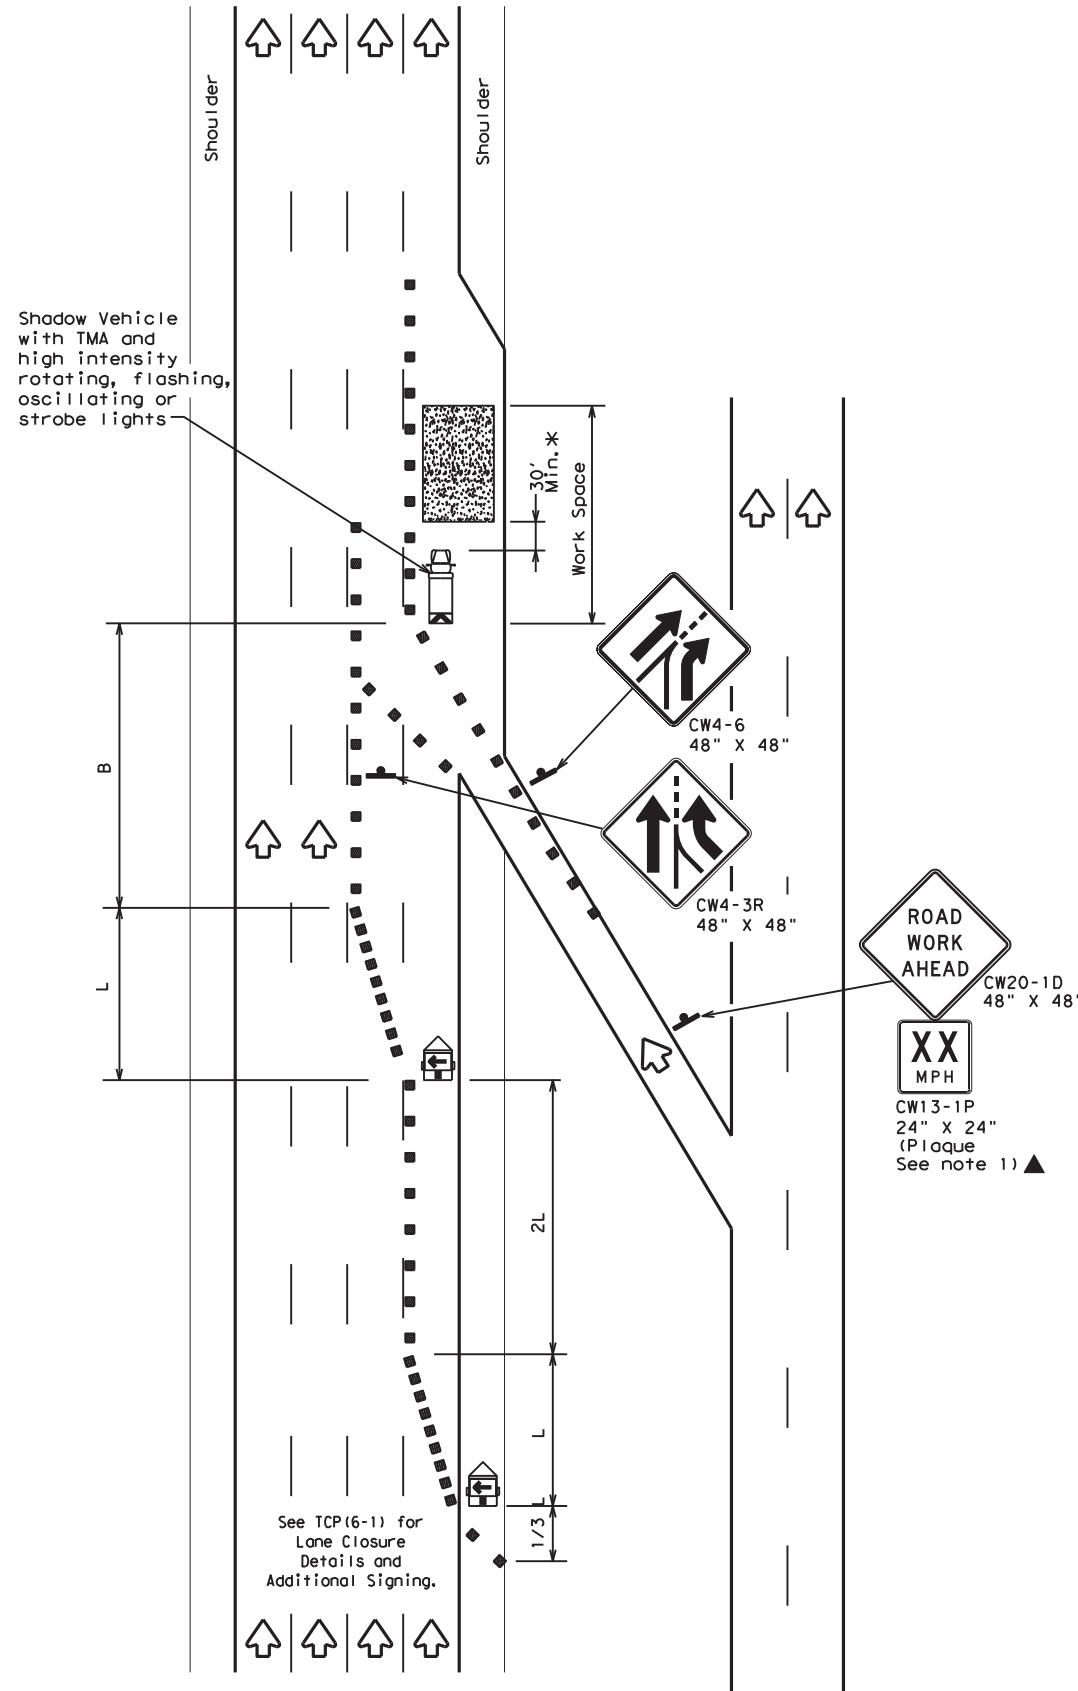 Shoulder
Shoulder
Shadow Vehicle
with TMA and
high intensity
rotating, flashing,
oscillating or
strobe lights
30'
Min.*
Work Space
CW4-6
48" X 48"
B
CW4-3R
48" X 48"
ROAD
WORK
AHEAD
CW20-1D
48" X 48"
XX
MPH
CW13-1P
24" X 24"
(Plaque
See note 1)▲
L
2L
L
1/3 L
See TCP(6-1) for
Lane Closure
Details and
Additional Signing.